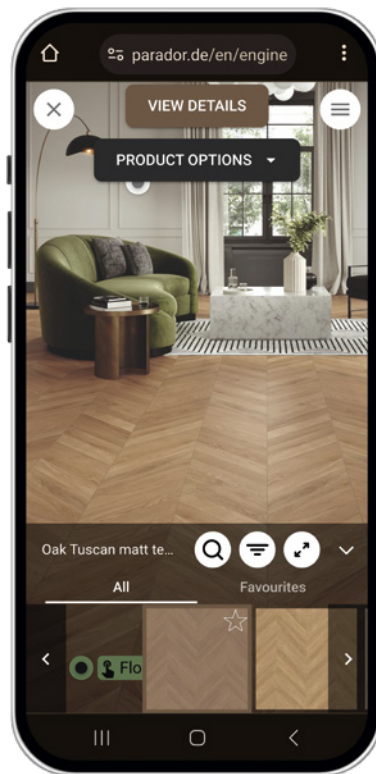 parador.de/en/engine
VIEW DETAILS
PRODUCT OPTIONS
Oak Tuscan matt te...
All
Favourites
Flo